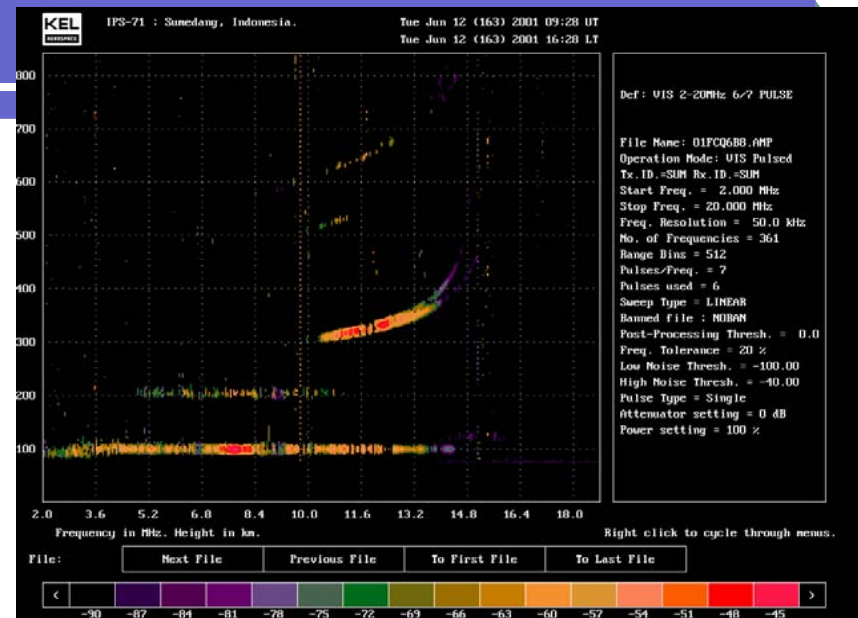 KEL
AEROSPACE
IPS-71 : Sumedang, Indonesia.
Tue Jun 12 (163) 2001 09:28 UT
Tue Jun 12 (163) 2001 16:28 LT
800
700
600
500
400
300
200
100
2.0 3.6 5.2 6.8 8.4 10.0 11.6 13.2 14.8 16.4 18.0
Frequency in MHz. Height in km.
Def: VIS 2-20MHz 6/7 PULSE
File Name: 01FCQ6B8.AMP
Operation Mode: VIS Pulsed
Tx.ID.=SUM Rx.ID.=SUM
Start Freq. = 2.000 MHz
Stop Freq. = 20.000 MHz
Freq. Resolution = 50.0 kHz
No. of Frequencies = 361
Range Bins = 512
Pulses/Freq. = 7
Pulses used = 6
Sweep Type = LINEAR
Banned file : NOBAN
Post-Processing Thresh. = 0.0
Freq. Tolerance = 20 %
Low Noise Thresh. = -100.00
High Noise Thresh. = -40.00
Pulse Type = Single
Attenuator setting = 0 dB
Power setting = 100 %
Right click to cycle through menus.
File: Next File Previous File To First File To Last File
< >
-90 -87 -84 -81 -78 -75 -72 -69 -66 -63 -60 -57 -54 -51 -48 -45